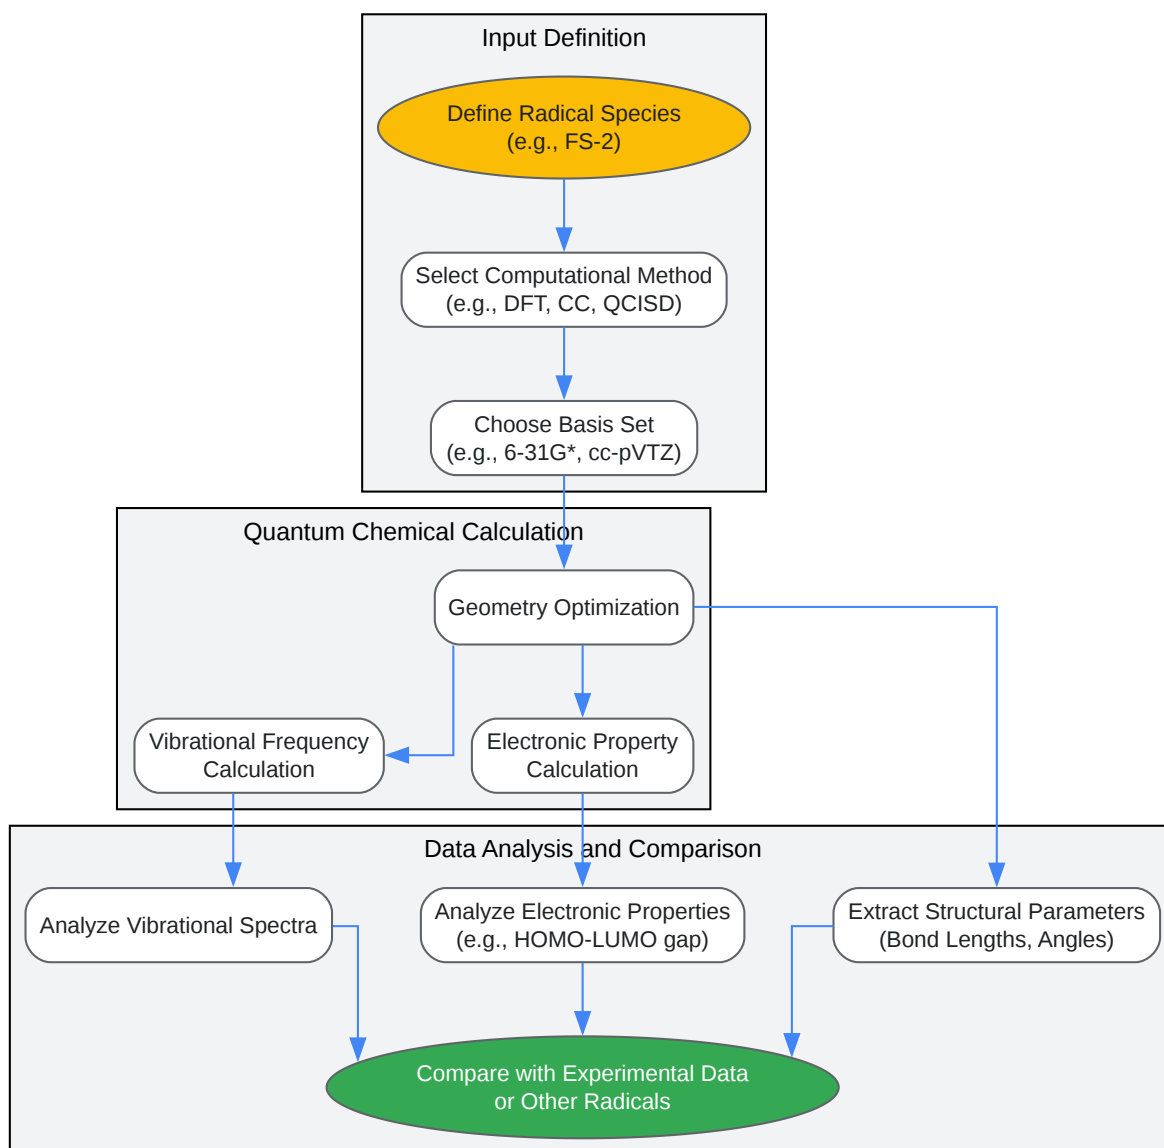 Input Definition
Define Radical Species
(e.g., FS-2)
Select Computational Method
(e.g., DFT, CC, QCISD)
Choose Basis Set
(e.g., 6-31G*, cc-pVTZ)
Quantum Chemical Calculation
Geometry Optimization
Vibrational Frequency
Calculation
Electronic Property
Calculation
Data Analysis and Comparison
Analyze Vibrational Spectra
Analyze Electronic Properties
(e.g., HOMO-LUMO gap)
Extract Structural Parameters
(Bond Lengths, Angles)
Compare with Experimental Data
or Other Radicals